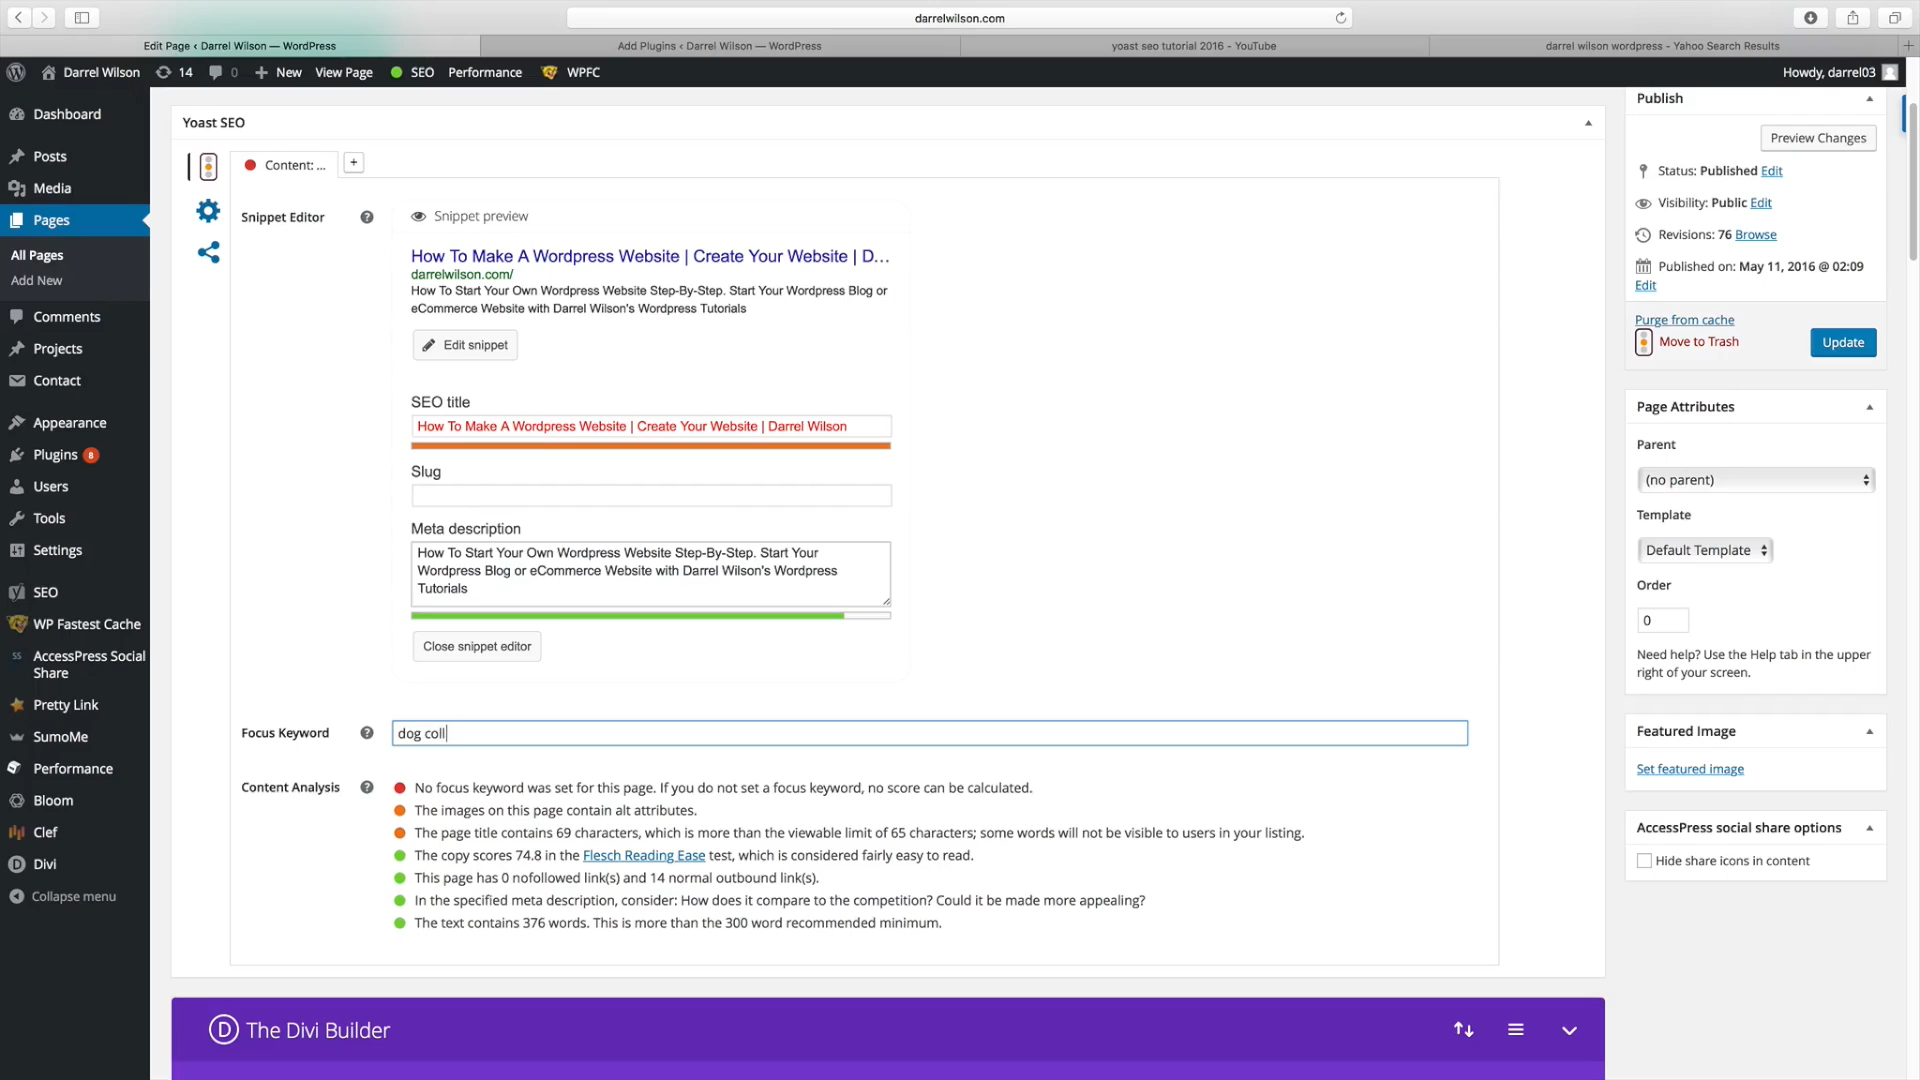 darrelwilson.com
Edit Page ‹ Darrel Wilson — WordPress
Add Plugins ‹ Darrel Wilson — WordPress
yoast seo tutorial 2016 - YouTube
darrel wilson wordpress - Yahoo Search Results
Darrel Wilson 14 0 New View Page SEO Performance WPFC
Howdy, darrel03
Dashboard
Posts
Media
Pages
All Pages
Add New
Comments
Projects
Contact
Appearance
Plugins 8
Users
Tools
Settings
SEO
WP Fastest Cache
AccessPress Social
Share
Pretty Link
SumoMe
Performance
Bloom
Clef
Divi
Collapse menu
Yoast SEO
Content: ... +
Snippet Editor ? Snippet preview
How To Make A Wordpress Website | Create Your Website | D...
darrelwilson.com/
How To Start Your Own Wordpress Website Step-By-Step. Start Your Wordpress Blog or
eCommerce Website with Darrel Wilson's Wordpress Tutorials
Edit snippet
SEO title
How To Make A Wordpress Website | Create Your Website | Darrel Wilson
Slug
Meta description
How To Start Your Own Wordpress Website Step-By-Step. Start Your
Wordpress Blog or eCommerce Website with Darrel Wilson's Wordpress
Tutorials
Close snippet editor
Focus Keyword ? dog coll
Content Analysis ? No focus keyword was set for this page. If you do not set a focus keyword, no score can be calculated.
The images on this page contain alt attributes.
The page title contains 69 characters, which is more than the viewable limit of 65 characters; some words will not be visible to users in your listing.
The copy scores 74.8 in the Flesch Reading Ease test, which is considered fairly easy to read.
This page has 0 nofollowed link(s) and 14 normal outbound link(s).
In the specified meta description, consider: How does it compare to the competition? Could it be made more appealing?
The text contains 376 words. This is more than the 300 word recommended minimum.
D The Divi Builder
Publish
Preview Changes
Status: Published Edit
Visibility: Public Edit
Revisions: 76 Browse
Published on: May 11, 2016 @ 02:09
Edit
Purge from cache
Move to Trash
Update
Page Attributes
Parent
(no parent)
Template
Default Template
Order
0
Need help? Use the Help tab in the upper
right of your screen.
Featured Image
Set featured image
AccessPress social share options
Hide share icons in content